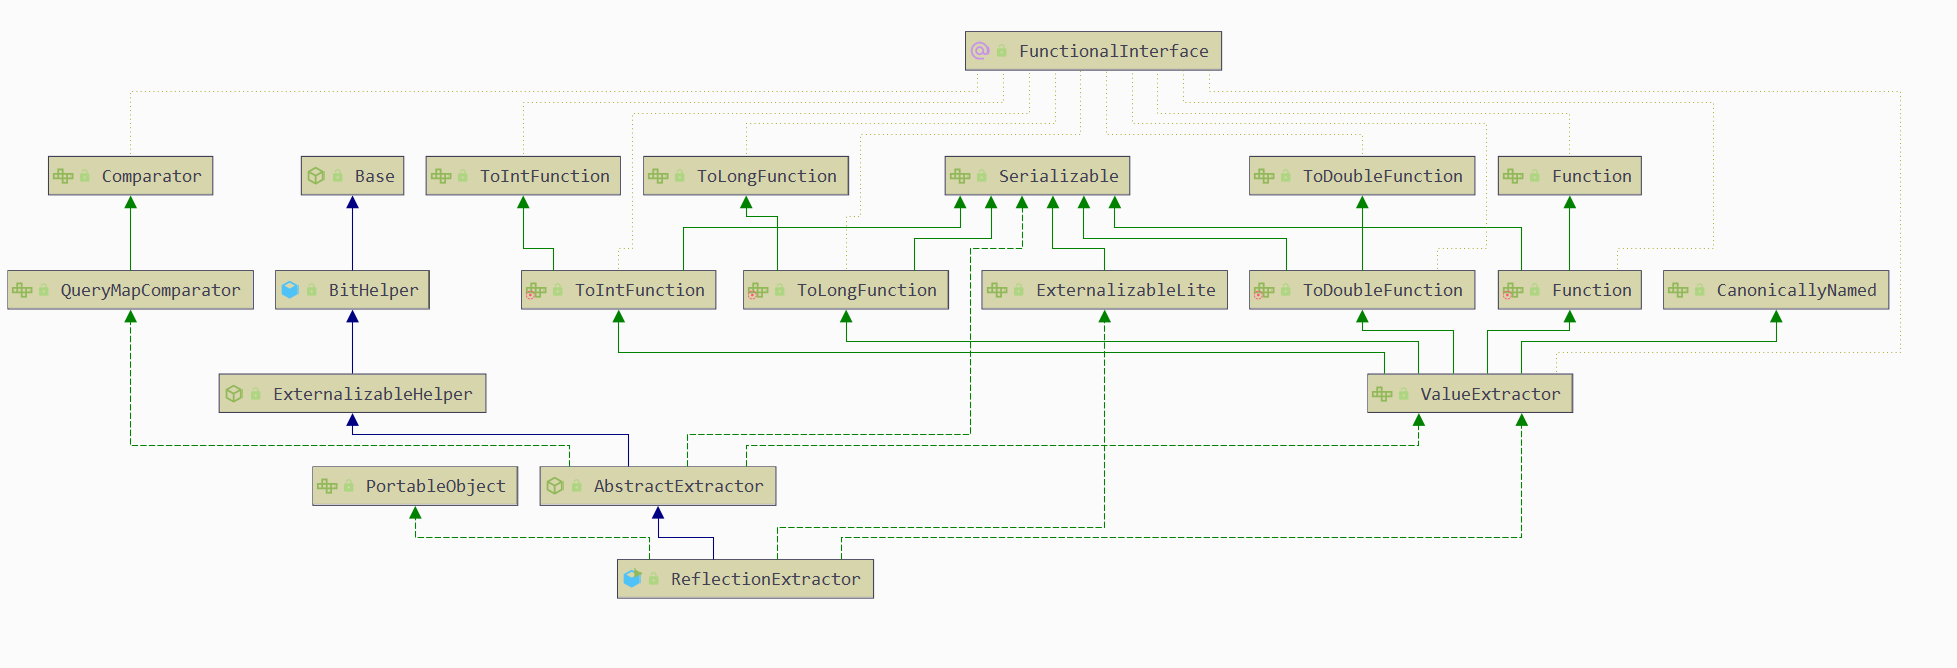 FunctionalInterface
Comparator
Base
ToIntFunction
ToLongFunction
Serializable
ToDoubleFunction
Function
QueryMapComparator
BitHelper
ToIntFunction
ToLongFunction
ExternalizableLite
ToDoubleFunction
Function
CanonicallyNamed
ExternalizableHelper
ValueExtractor
PortableObject
AbstractExtractor
ReflectionExtractor